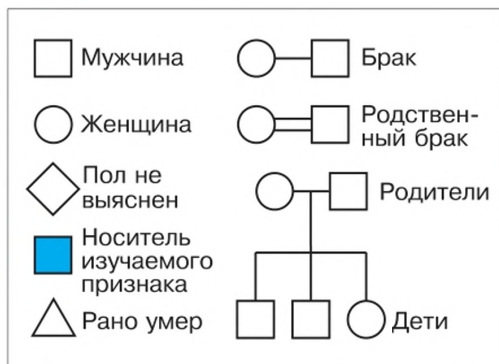 Мужчина
Женщина
Пол не
выяснен
Носитель
изучаемого
признака
Рано умер
Брак
Родствен-
ный брак
Родители
Дети